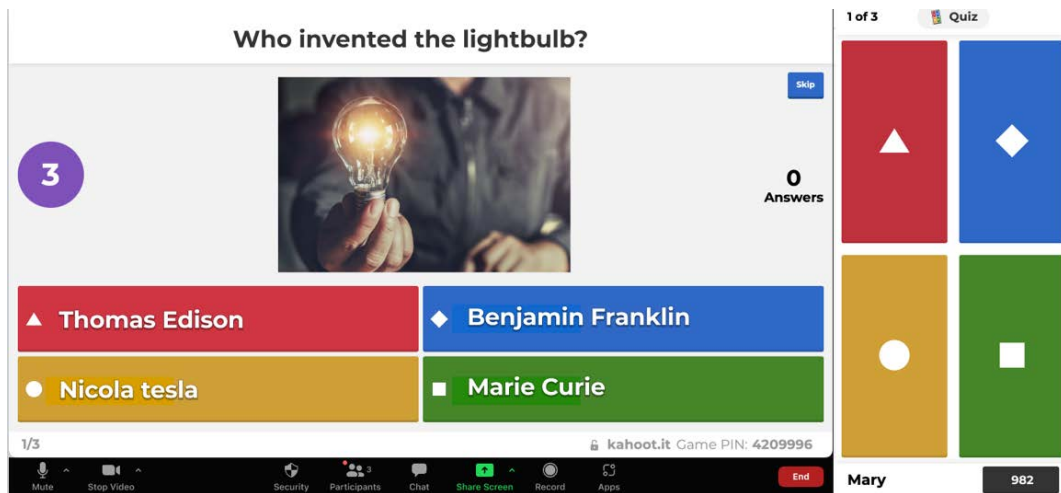 Who invented the lightbulb?
Skip
3
0
Answers
Thomas Edison
Benjamin Franklin
Nicola tesla
Marie Curie
1/3
kahoot.it Game PIN: 4209996
Mute
Stop Video
Security
3
Participants
Chat
Share Screen
Record
Apps
End
1 of 3
Quiz
Mary
982